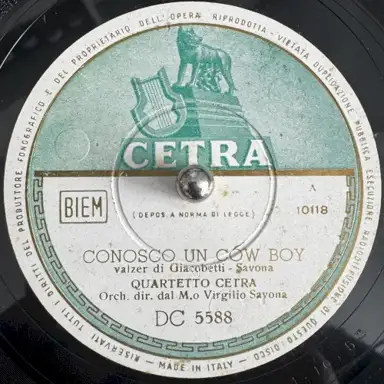 RISERVATI TUTTI I DIRITTI DEL PRODUTTORE FONOGRAFICO E DEL PROPRIETARIO DELL'OPERA RIPRODOTTA - VIETATA DUPLICAZIONE, PUBBLICA ESECUZIONE, RADIODIFFUSIONE DI QUESTO DISCO
CETRA
BIEM
(DEPOS. A NORMA DI LEGGE)
A
10118
CONOSCO UN COW BOY
valzer di Giacobetti - Savona
QUARTETTO CETRA
Orch. dir. dal M.o Virgilio Savona
DC 5588
MADE IN ITALY